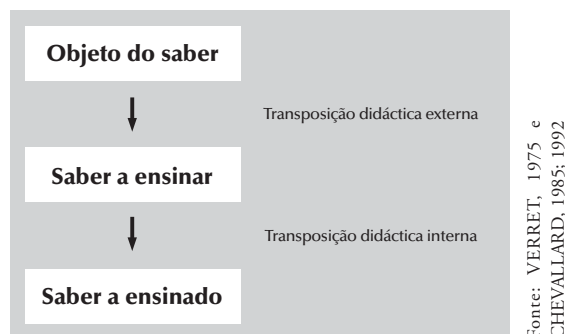 Objeto do saber
Transposição didáctica externa
Saber a ensinar
Transposição didáctica interna
Saber a ensinado
Fonte: VERRET, 1975 e
CHEVALLARD, 1985; 1992